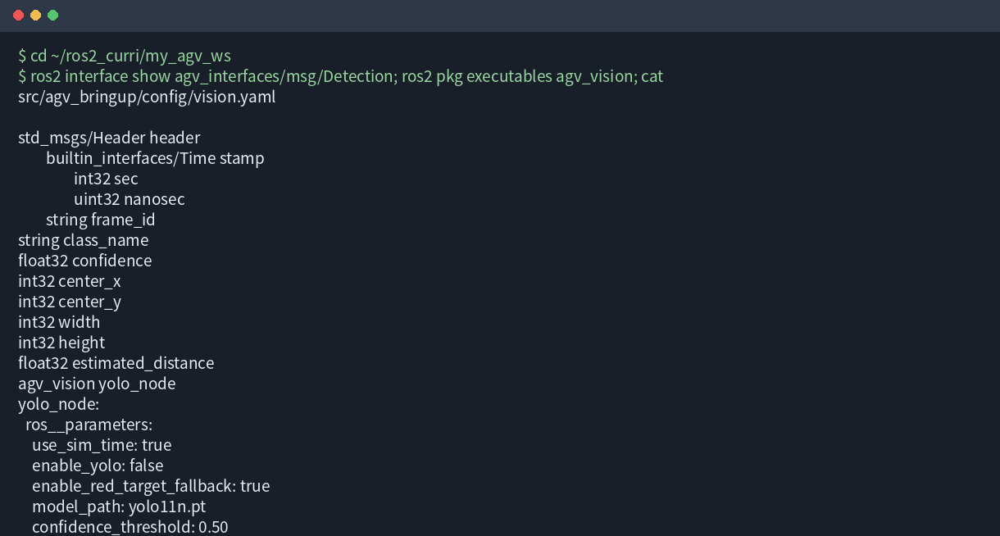 $ cd ~/ros2_curri/my_agv_ws
$ ros2 interface show agv_interfaces/msg/Detection; ros2 pkg executables agv_vision; cat
src/agv_bringup/config/vision.yaml
std_msgs/Header header
builtin_interfaces/Time stamp
int32 sec
uint32 nanosec
string frame_id
string class_name
float32 confidence
int32 center_x
int32 center_y
int32 width
int32 height
float32 estimated_distance
agv_vision yolo_node
yolo_node:
ros__parameters:
use_sim_time: true
enable_yolo: false
enable_red_target_fallback: true
model_path: yolo11n.pt
confidence_threshold: 0.50